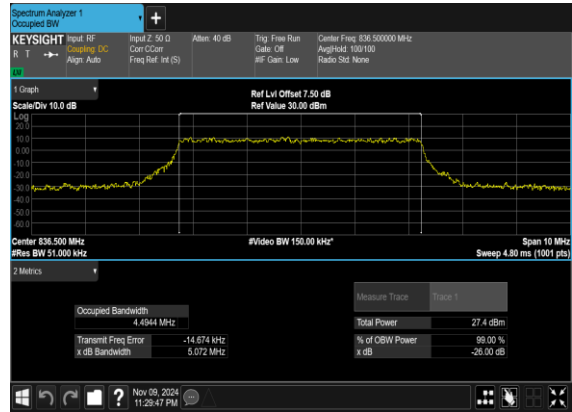 Spectrum Analyzer 1
Occupied BW
KEYSIGHT Input: RF Input Z: 50 Ω Atten: 40 dB Trig: Free Run Center Freq: 836.500000 MHz
R T Coupling: DC Corr CCorr Gate: Off Avg|Hold: 100/100
Align: Auto Freq Ref: Int (S) #IF Gain: Low Radio Std: None
1 Graph
Ref Lvl Offset 7.50 dB
Scale/Div 10.0 dB Ref Value 30.00 dBm
Log
20.0
10.0
0.00
-10.0
-20.0
-30.0
-40.0
-50.0
-60.0
Center 836.500 MHz #Video BW 150.00 kHz* Span 10 MHz
#Res BW 51.000 kHz Sweep 4.80 ms (1001 pts)
2 Metrics
Measure Trace Trace 1
Occupied Bandwidth
4.4944 MHz Total Power 27.4 dBm
Transmit Freq Error -14.674 kHz % of OBW Power 99.00 %
x dB Bandwidth 5.072 MHz x dB -26.00 dB
? Nov 09, 2024
11:29:47 PM